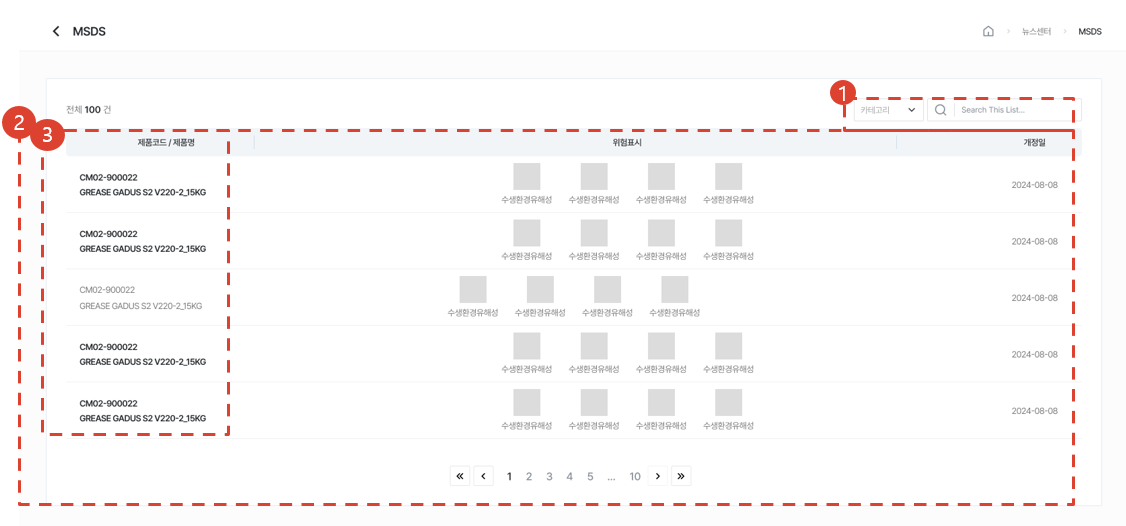 MSDS
뉴스센터 > MSDS
1
전체 100 건
카테고리 Search This List...
2
3
제품코드 / 제품명 위험표시 개정일
CM02-900022
GREASE GADUS S2 V220-2_15KG
수생환경유해성 수생환경유해성 수생환경유해성 수생환경유해성
2024-08-08
CM02-900022
GREASE GADUS S2 V220-2_15KG
수생환경유해성 수생환경유해성 수생환경유해성 수생환경유해성
2024-08-08
CM02-900022
GREASE GADUS S2 V220-2_15KG
수생환경유해성 수생환경유해성 수생환경유해성 수생환경유해성
2024-08-08
CM02-900022
GREASE GADUS S2 V220-2_15KG
수생환경유해성 수생환경유해성 수생환경유해성 수생환경유해성
2024-08-08
CM02-900022
GREASE GADUS S2 V220-2_15KG
수생환경유해성 수생환경유해성 수생환경유해성 수생환경유해성
2024-08-08
« ‹ 1 2 3 4 5 ... 10 › »